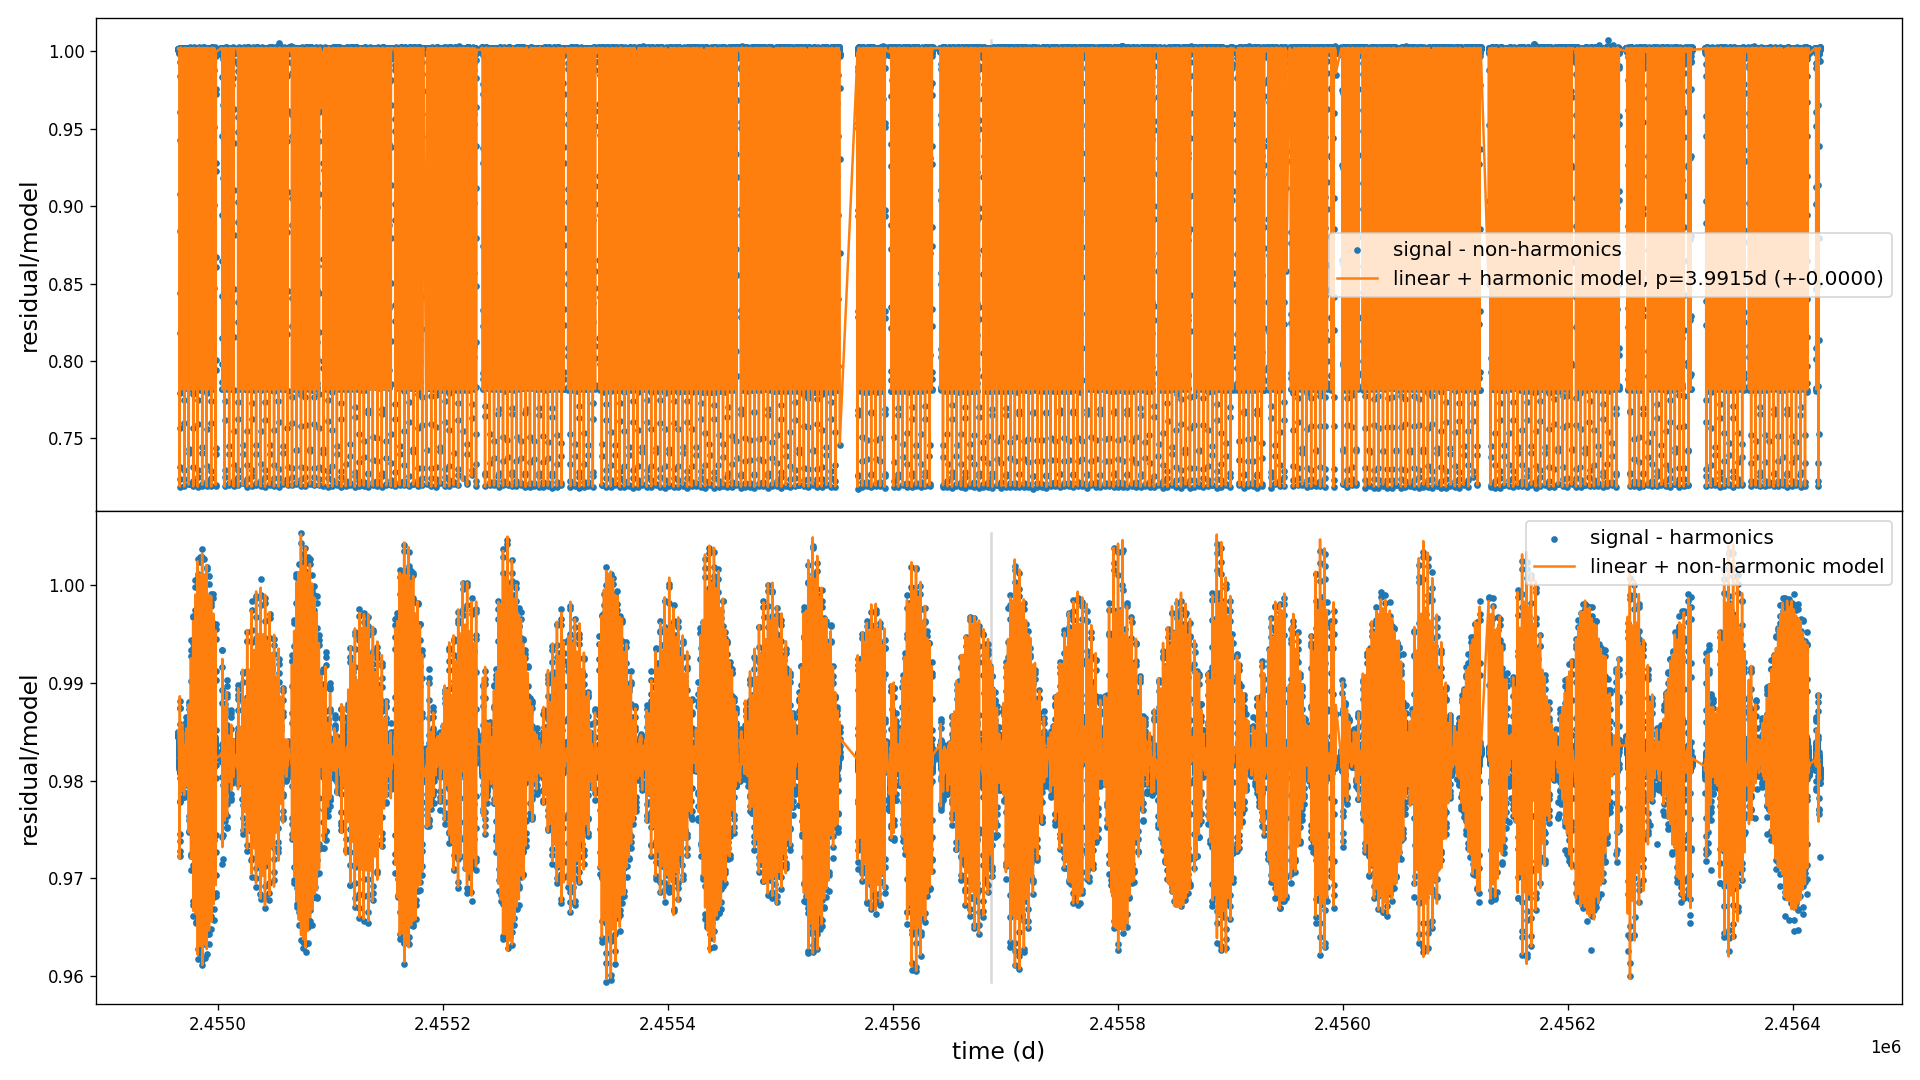 1.00
0.95
0.90
0.85
0.80
0.75
residual/model
signal - non-harmonics
linear + harmonic model, p=3.9915d (+-0.0000)
1.00
0.99
0.98
0.97
0.96
residual/model
signal - harmonics
linear + non-harmonic model
2.4550 2.4552 2.4554 2.4556 2.4558 2.4560 2.4562 2.4564
1e6
time (d)